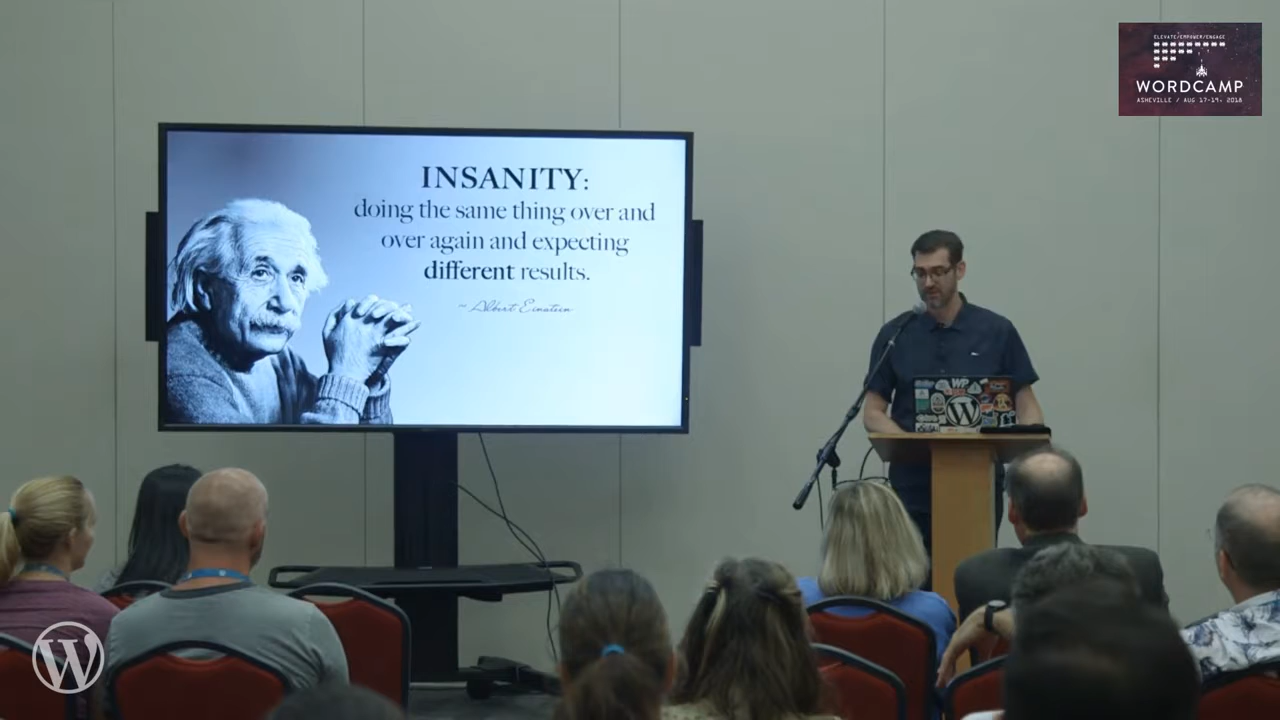 INSANITY:
doing the same thing over and
over again and expecting
different results.
~ Albert Einstein
ELEVATE/EMPOWER/ENGAGE
WORDCAMP
ASHEVILLE / AUG 17-19, 2018
WP
W
W